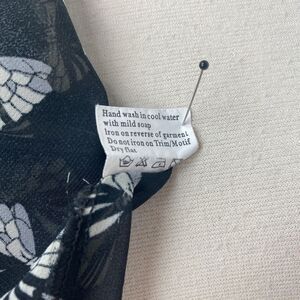 Hand wash in cool water
with mild soap
Iron on reverse of garment
Do not iron on Trim/Motif
Dry flat